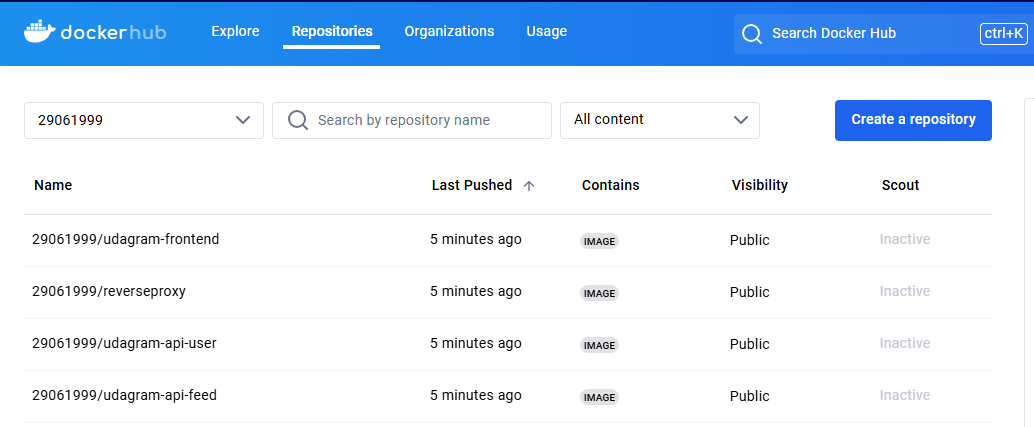 dockerhub Explore Repositories Organizations Usage Search Docker Hub ctrl+K
29061999 Search by repository name All content Create a repository
Name Last Pushed Contains Visibility Scout
29061999/udagram-frontend 5 minutes ago IMAGE Public Inactive
29061999/reverseproxy 5 minutes ago IMAGE Public Inactive
29061999/udagram-api-user 5 minutes ago IMAGE Public Inactive
29061999/udagram-api-feed 5 minutes ago IMAGE Public Inactive